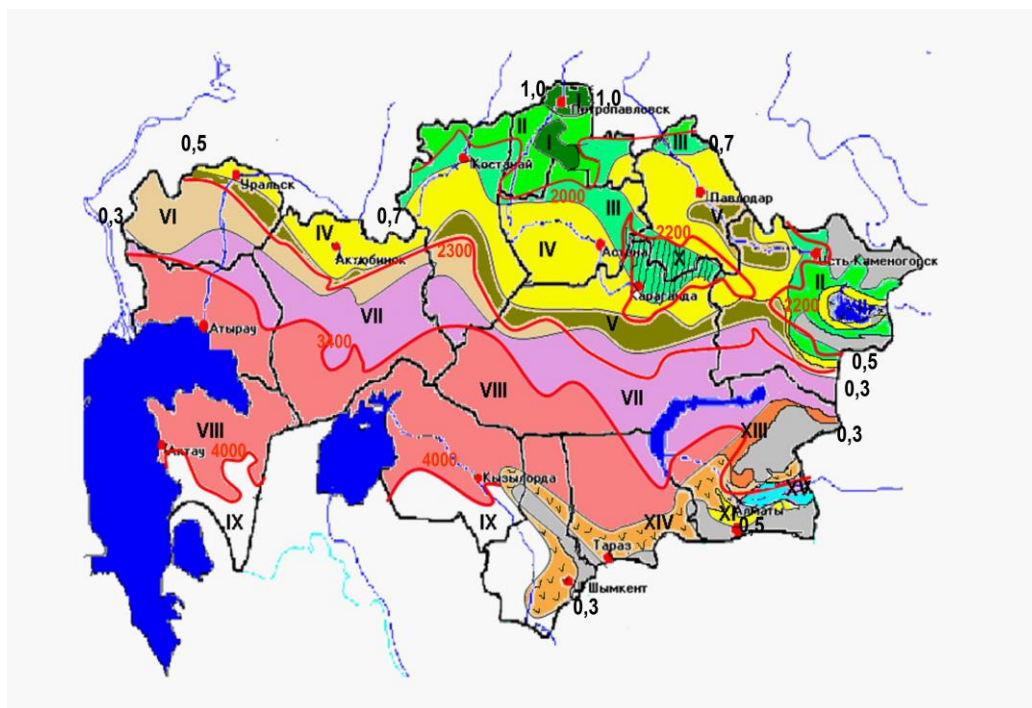 1,0
I
1,0
Петропавловск
II
I
0,5
III
0,7
Костанай
Уральск
2000
Павлодар
0,3
VI
0,7
III
V
IV
2200
IV
Астана
Актюбинск
2300
X
Усть-Каменогорск
II
Караганда
2200
VII
V
Атырау
3400
0,5
0,3
VIII
VII
VIII
XIII
0,3
Актау
4000
4000
Кызылорда
XV
IX
IX
XIV
XI
Алматы
0,5
Тараз
Шымкент
0,3